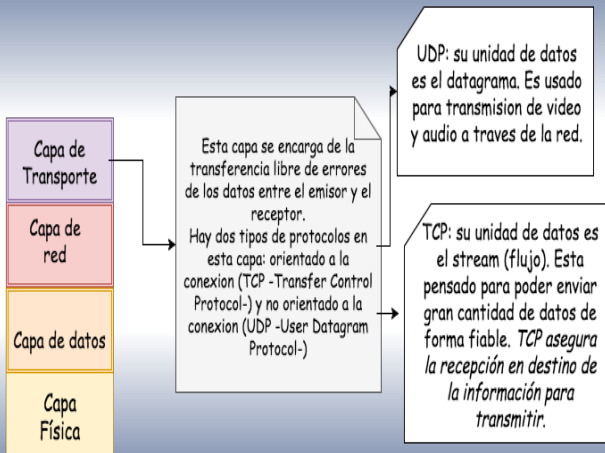 Capa de
Transporte
Capa de
red
Capa de datos
Capa
Física
Esta capa se encarga de la
transferencia libre de errores
de los datos entre el emisor y el
receptor.
Hay dos tipos de protocolos en
esta capa: orientado a la
conexion (TCP -Transfer Control
Protocol-) y no orientado a la
conexion (UDP -User Datagram
Protocol-)
UDP: su unidad de datos
es el datagrama. Es usado
para transmision de video
y audio a traves de la red.
TCP: su unidad de datos es
el stream (flujo). Esta
pensado para poder enviar
gran cantidad de datos de
forma fiable. TCP asegura
la recepción en destino de
la información para
transmitir.